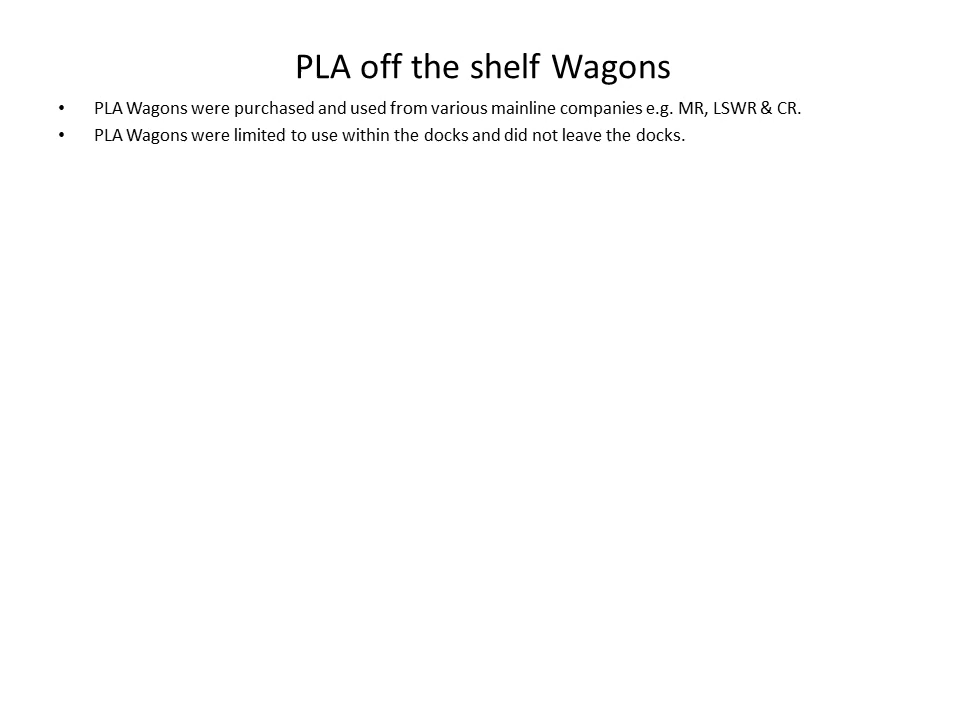 PLA off the shelf Wagons
• PLA Wagons were purchased and used from various mainline companies e.g. MR, LSWR & CR.
• PLA Wagons were limited to use within the docks and did not leave the docks.